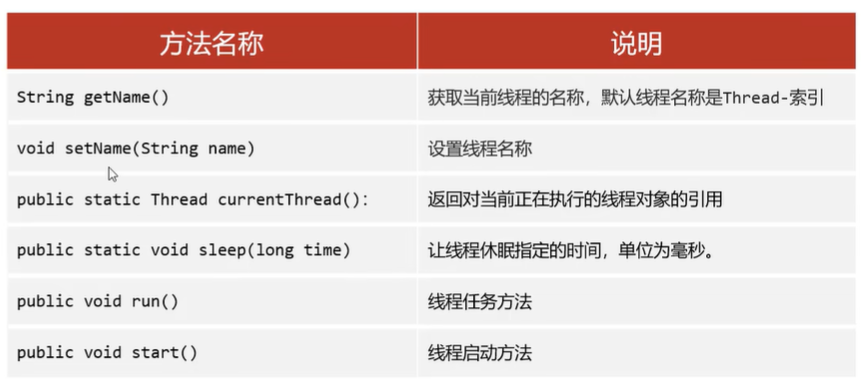 方法名称 说明
String getName() 获取当前线程的名称，默认线程名称是Thread-索引
void setName(String name) 设置线程名称
public static Thread currentThread()： 返回对当前正在执行的线程对象的引用
public static void sleep(long time) 让线程休眠指定的时间，单位为毫秒。
public void run() 线程任务方法
public void start() 线程启动方法